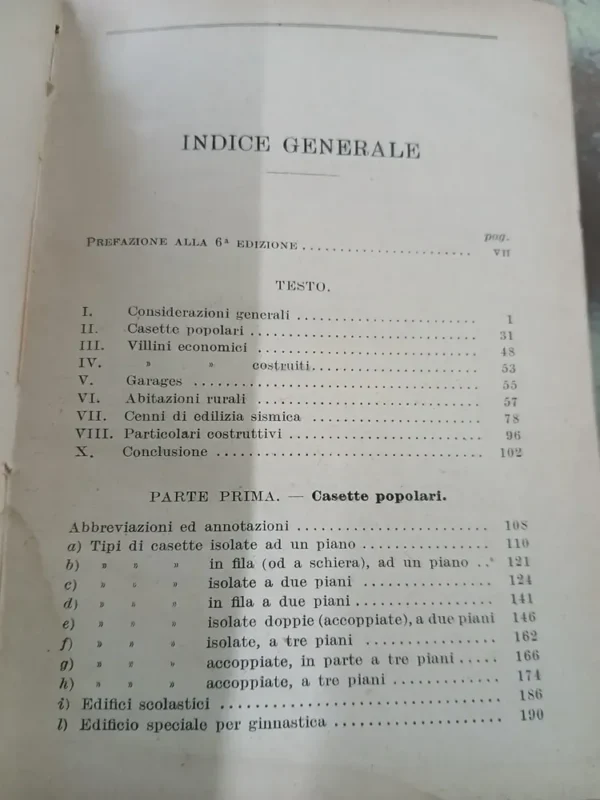 INDICE GENERALE
pag.
PREFAZIONE ALLA 6ª EDIZIONE ........................ VII
TESTO.
I. Considerazioni generali ........................ 1
II. Casette popolari ............................ 31
III. Villini economici ........................... 48
IV. » » costruiti..................... 53
V. Garages .................................. 55
VI. Abitazioni rurali ............................ 57
VII. Cenni di edilizia sismica ..................... 78
VIII. Particolari costruttivi ....................... 96
X. Conclusione ............................... 102
PARTE PRIMA. — Casette popolari.
Abbreviazioni ed annotazioni ..................... 108
a) Tipi di casette isolate ad un piano .............. 110
b) » » » in fila (od a schiera), ad un piano .. 121
c) » » » isolate a due piani ............. 124
d) » » » in fila a due piani .............. 141
e) » » » isolate doppie (accoppiate), a due piani 146
f) » » » isolate, a tre piani ............. 162
g) » » » accoppiate, in parte a tre piani ..... 166
h) » » » accoppiate, a tre piani ............ 174
i) Edifici scolastici .............................. 186
l) Edificio speciale per ginnastica .................. 190